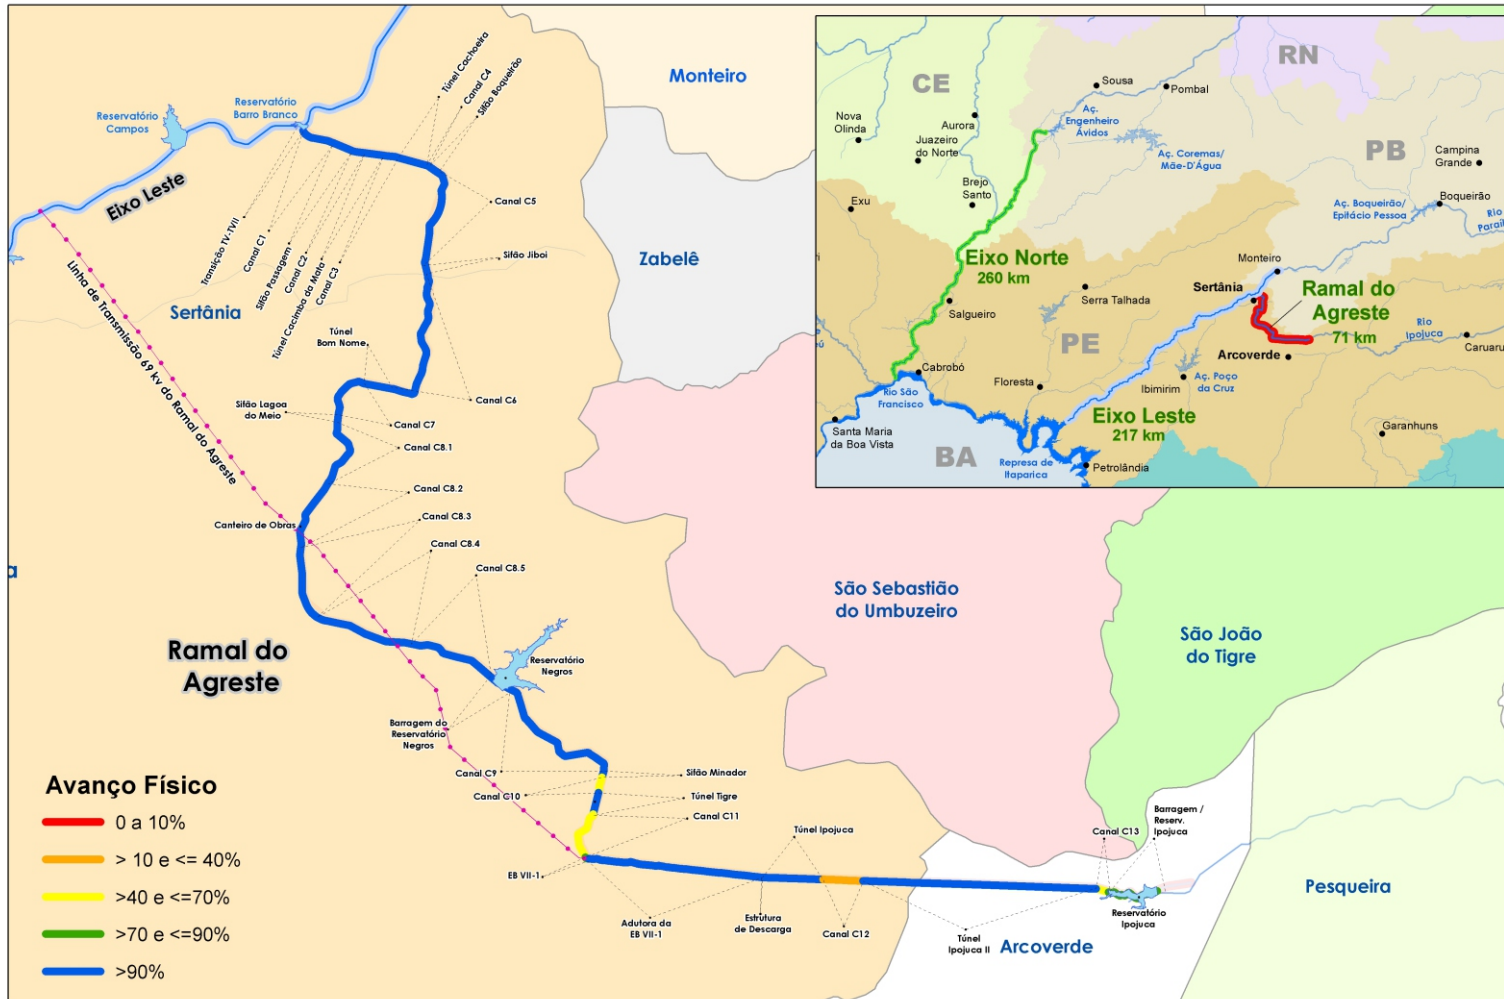 Monteiro
Reservatório
Campos
Reservatório
Barro Branco
Túnel Cachoeira
Canal C4
Sifão Boqueirão
Eixo Leste
Transição TV-TVII
Canal C1
Sifão Passagem
Canal C2
Túnel Cacimba da Mata
Canal C3
Canal C5
Sifão Jiboi
Zabelê
Sertânia
Linha de Transmissão 69 kv do Ramal do Agreste
Túnel
Bom Nome
Sifão Lagoa
do Meio
Canal C6
Canal C7
Canal C8.1
Canal C8.2
Canteiro de Obras
Canal C8.3
Canal C8.4
Canal C8.5
a
São Sebastião
do Umbuzeiro
São João
do Tigre
Ramal do
Agreste
Reservatório
Negros
Barragem do
Reservatório
Negros
Canal C9
Sifão Minador
Canal C10
Túnel Tigre
Canal C11
EB VII-1
Túnel Ipojuca
Canal C13
Barragem /
Reserv.
Ipojuca
Adutora da
EB VII-1
Estrutura
de Descarga
Canal C12
Túnel
Ipojuca II
Reservatório
Ipojuca
Arcoverde
Pesqueira
Avanço Físico
0 a 10%
> 10 e <= 40%
>40 e <=70%
>70 e <=90%
>90%
CE
RN
PB
PE
BA
Sousa
Pombal
Nova
Olinda
Aurora
Juazeiro
do Norte
Aç.
Engenheiro
Ávidos
Aç. Coremas/
Mãe-D'Água
Campina
Grande
Brejo
Santo
Exu
Aç. Boqueirão/
Epitácio Pessoa
Boqueirão
Rio
Paraíb
ri
Eixo Norte
260 km
Monteiro
Sertânia
Serra Talhada
Ramal do
Agreste
71 km
Salgueiro
Rio
Ipojuca
Caruaru
Arcoverde
Cabrobó
Floresta
Ibimirim
Aç. Poço
da Cruz
Rio São
Francisco
Eixo Leste
217 km
Santa Maria
da Boa Vista
Garanhuns
Represa de
Itaparica
Petrolândia